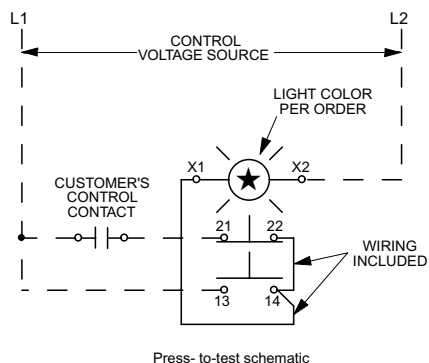 L1
L2
CONTROL
VOLTAGE SOURCE
LIGHT COLOR
PER ORDER
X1
X2
CUSTOMER'S
CONTROL
CONTACT
21
22
WIRING
INCLUDED
13
14
Press- to-test schematic